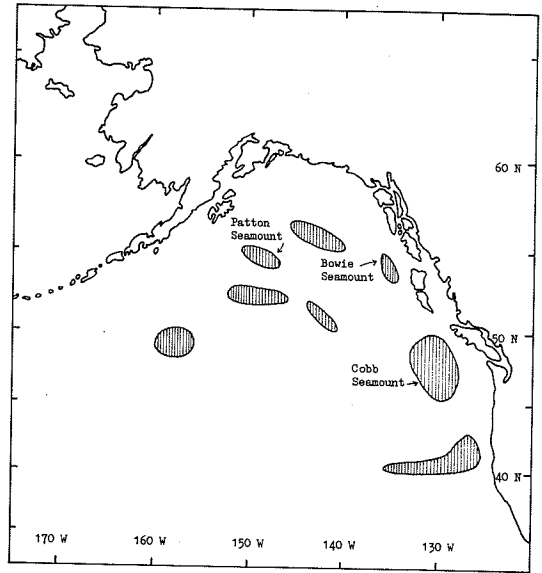 60 N
Patton
Seamount
Bowie
Seamount
50 N
Cobb
Seamount
40 N
170 W
160 W
150 W
140 W
130 W